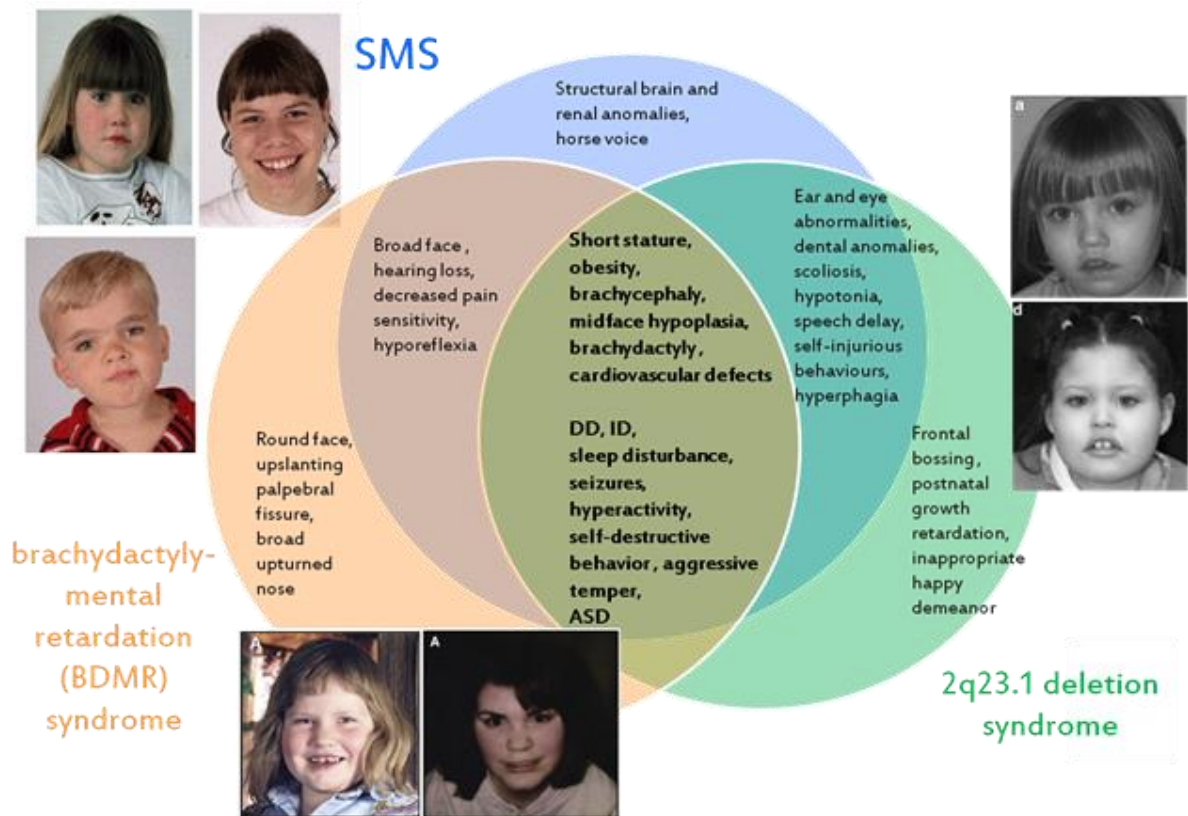 SMS
Structural brain and
renal anomalies,
horse voice
a
Ear and eye
abnormalities,
dental anomalies,
scoliosis,
hypotonia,
speech delay,
self-injurious
behaviours,
hyperphagia
Broad face ,
hearing loss,
decreased pain
sensitivity,
hyporeflexia
Short stature,
obesity,
brachycephaly,
midface hypoplasia,
brachydactyly ,
cardiovascular defects
DD, ID,
sleep disturbance,
seizures,
hyperactivity,
self-destructive
behavior , aggressive
temper,
ASD
d
Round face,
upslanting
palpebral
fissure,
broad
upturned
nose
Frontal
bossing ,
postnatal
growth
retardation,
inappropriate
happy
demeanor
brachydactyly-
mental
retardation
(BDMR)
syndrome
A
A
2q23.1 deletion
syndrome